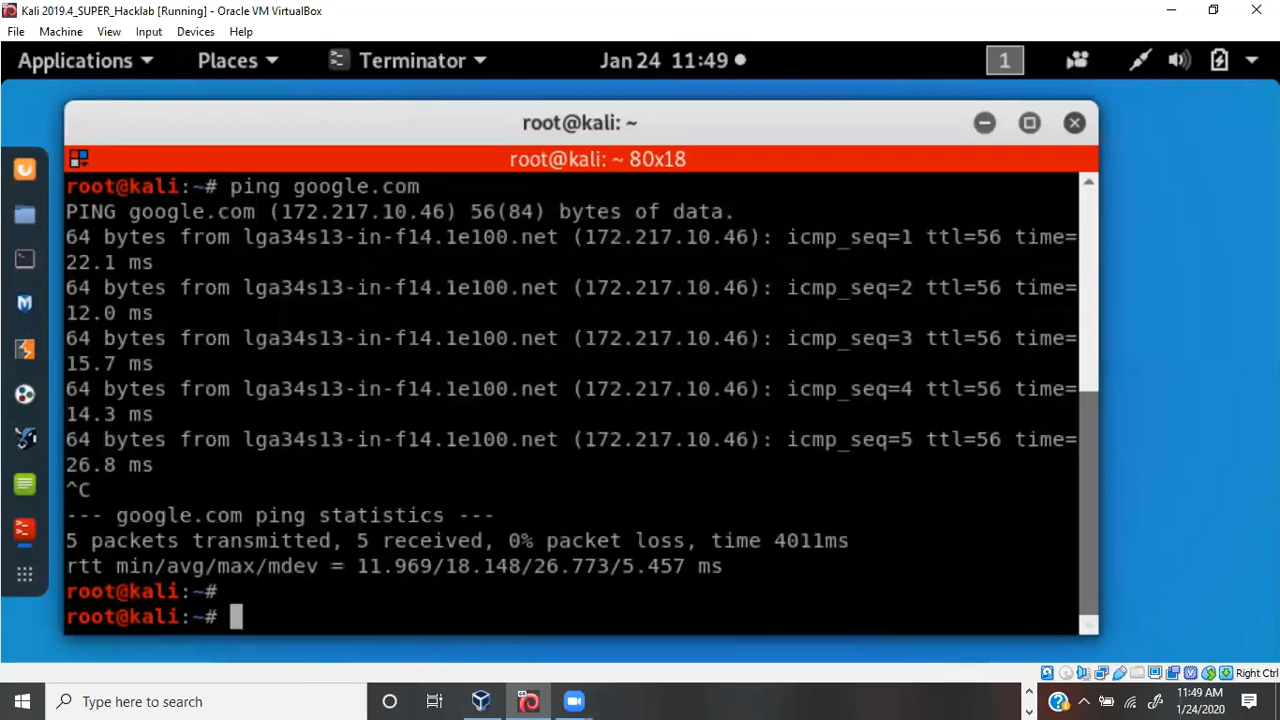 Kali 2019.4_SUPER_Hacklab [Running] - Oracle VM VirtualBox
File Machine View Input Devices Help
Applications Places Terminator Jan 24 11:49 1
root@kali: ~
root@kali: ~ 80x18
root@kali:~# ping google.com
PING google.com (172.217.10.46) 56(84) bytes of data.
64 bytes from lga34s13-in-f14.1e100.net (172.217.10.46): icmp_seq=1 ttl=56 time=
22.1 ms
64 bytes from lga34s13-in-f14.1e100.net (172.217.10.46): icmp_seq=2 ttl=56 time=
12.0 ms
64 bytes from lga34s13-in-f14.1e100.net (172.217.10.46): icmp_seq=3 ttl=56 time=
15.7 ms
64 bytes from lga34s13-in-f14.1e100.net (172.217.10.46): icmp_seq=4 ttl=56 time=
14.3 ms
64 bytes from lga34s13-in-f14.1e100.net (172.217.10.46): icmp_seq=5 ttl=56 time=
26.8 ms
^C
--- google.com ping statistics ---
5 packets transmitted, 5 received, 0% packet loss, time 4011ms
rtt min/avg/max/mdev = 11.969/18.148/26.773/5.457 ms
root@kali:~#
root@kali:~#
Right Ctrl
Type here to search
11:49 AM
1/24/2020